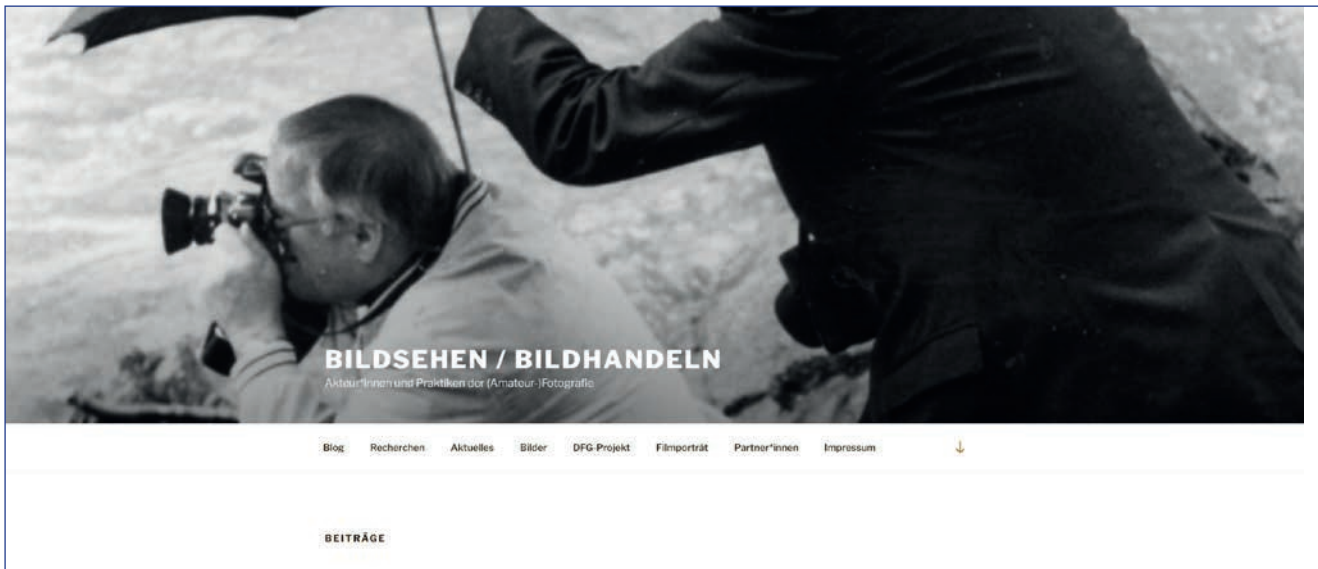 BILDSEHEN / BILDHANDELN
Akteur*innen und Praktiken der (Amateur-)Fotografie
Blog Recherchen Aktuelles Bilder DFG-Projekt Filmporträt Partner*innen Impressum
BEITRÄGE